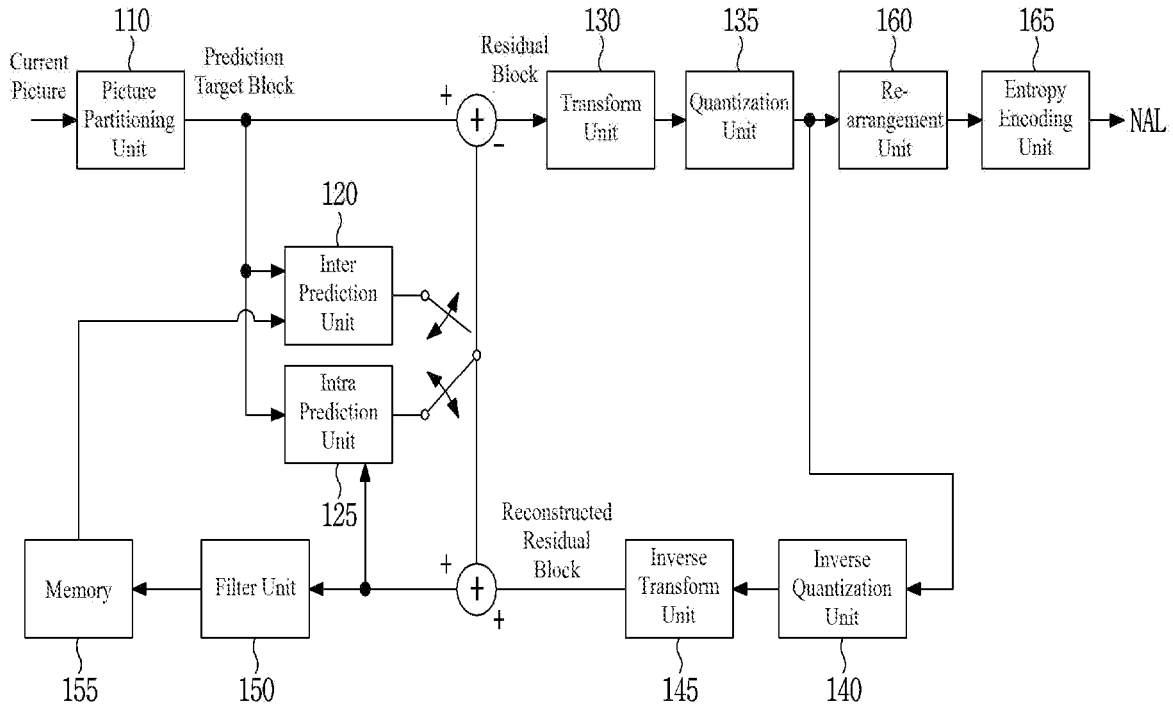 110
130
135
160
165
Current
Picture
Prediction
Target Block
Residual
Block
Picture
Partitioning
Unit
+
+
-
Transform
Unit
Quantization
Unit
Re-
arrangement
Unit
Entropy
Encoding
Unit
NAL
120
Inter
Prediction
Unit
Intra
Prediction
Unit
125
Reconstructed
Residual
Block
+
+
+
Memory
Filter Unit
Inverse
Transform
Unit
Inverse
Quantization
Unit
155
150
145
140